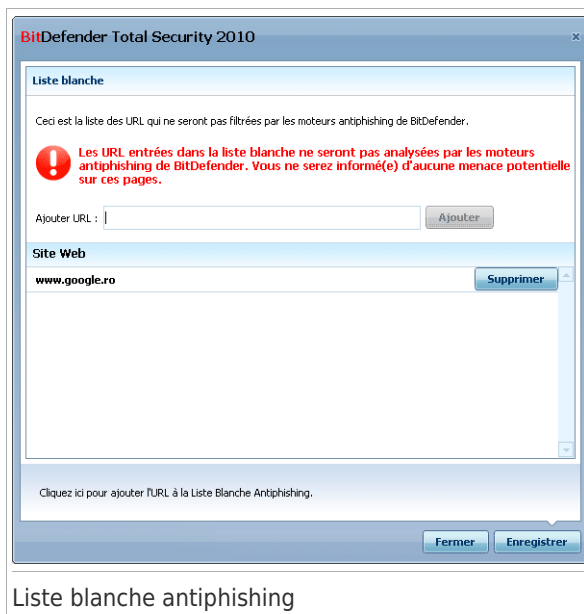 BitDefender Total Security 2010
Liste blanche
Ceci est la liste des URL qui ne seront pas filtrées par les moteurs antiphishing de BitDefender.
Les URL entrées dans la liste blanche ne seront pas analysées par les moteurs
antiphishing de BitDefender. Vous ne serez informé(e) d'aucune menace potentielle
sur ces pages.
Ajouter URL : Ajouter
Site Web
www.google.ro Supprimer
Cliquez ici pour ajouter l'URL à la Liste Blanche Antiphishing.
Fermer Enregistrer
Liste blanche antiphishing